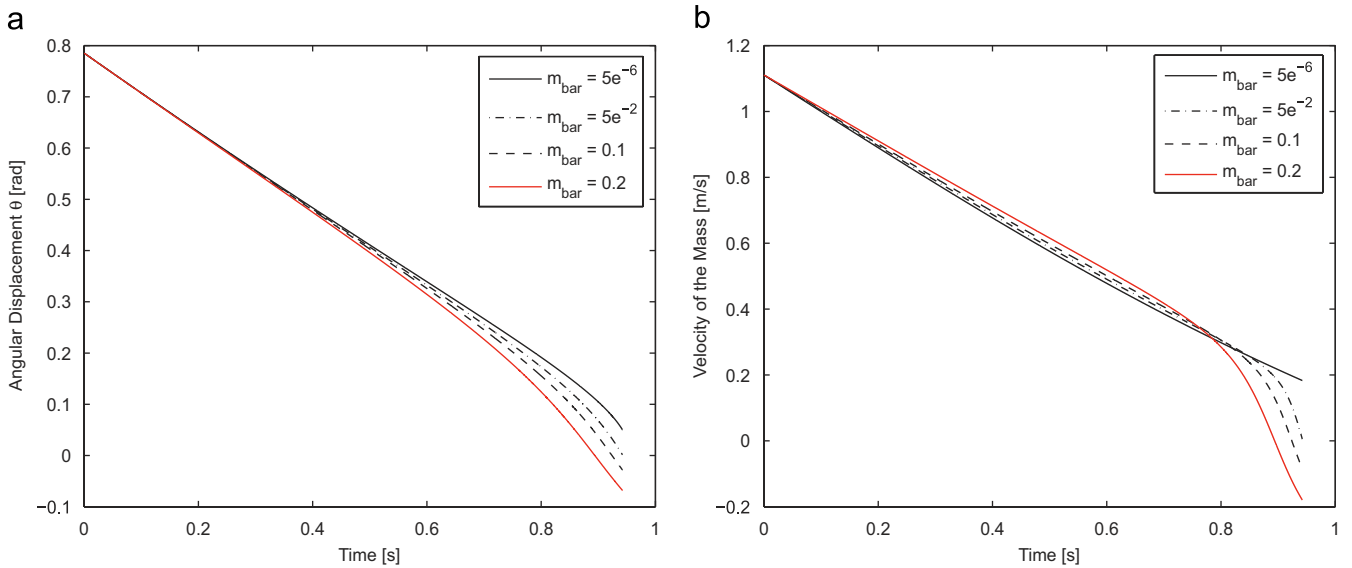 a
0.8
0.7
0.6
0.5
0.4
0.3
0.2
0.1
0
−0.1
Angular Displacement θ [rad]
0 0.2 0.4 0.6 0.8 1
Time [s]
m_bar = 5e^−6
m_bar = 5e^−2
m_bar = 0.1
m_bar = 0.2
b
1.2
1
0.8
0.6
0.4
0.2
0
−0.2
Velocity of the Mass [m/s]
0 0.2 0.4 0.6 0.8 1
Time [s]
m_bar = 5e^−6
m_bar = 5e^−2
m_bar = 0.1
m_bar = 0.2